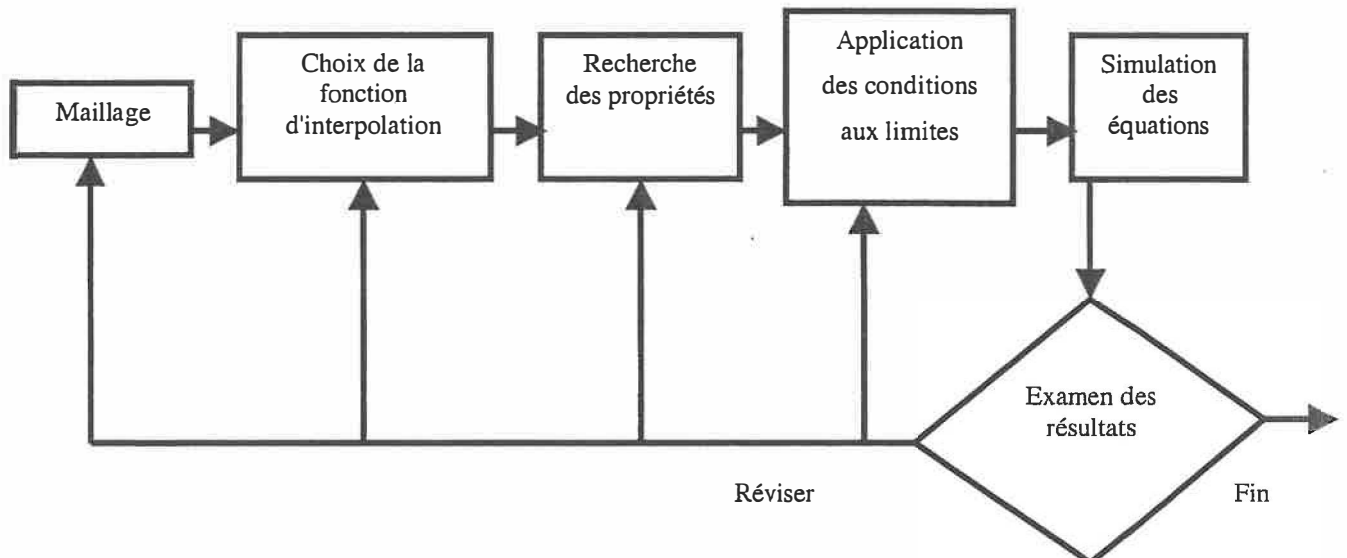 Maillage
Choix de la
fonction
d'interpolation
Recherche
des propriétés
Application
des conditions
aux limites
Simulation
des
équations
Examen des
résultats
Réviser
Fin